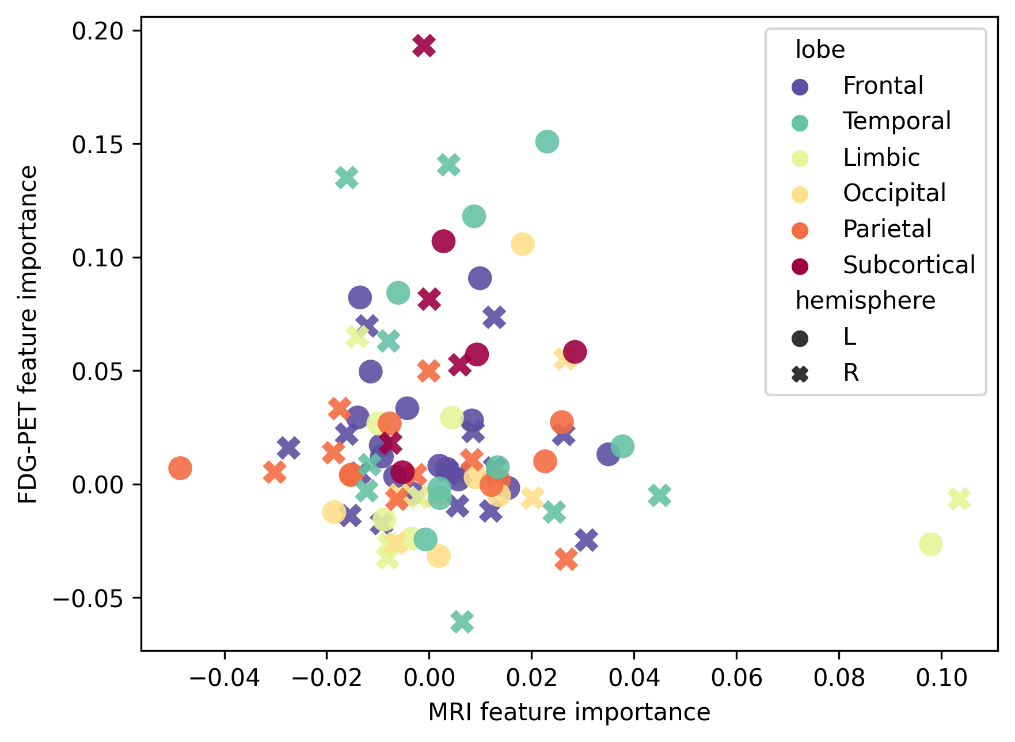 lobe
Frontal
Temporal
Limbic
Occipital
Parietal
Subcortical
hemisphere
L
R
0.20
0.15
0.10
0.05
0.00
−0.05
FDG-PET feature importance
−0.04 −0.02 0.00 0.02 0.04 0.06 0.08 0.10
MRI feature importance